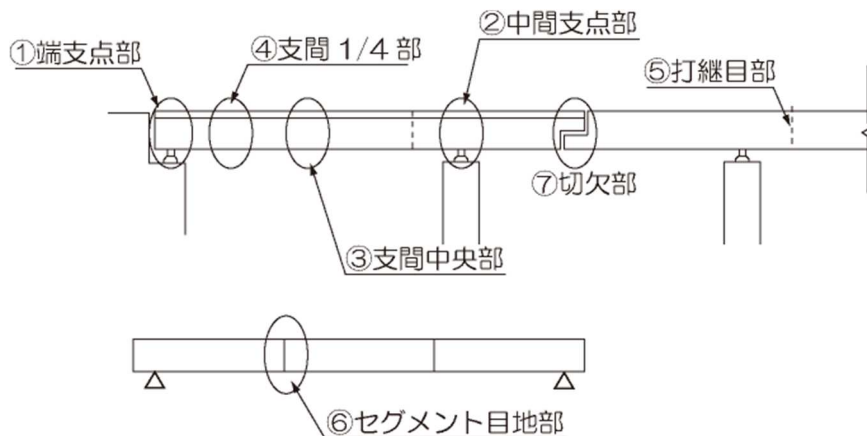 ②中間支点部
①端支点部
④支間 1/4 部
⑤打継目部
⑦切欠部
③支間中央部
⑥セグメント目地部